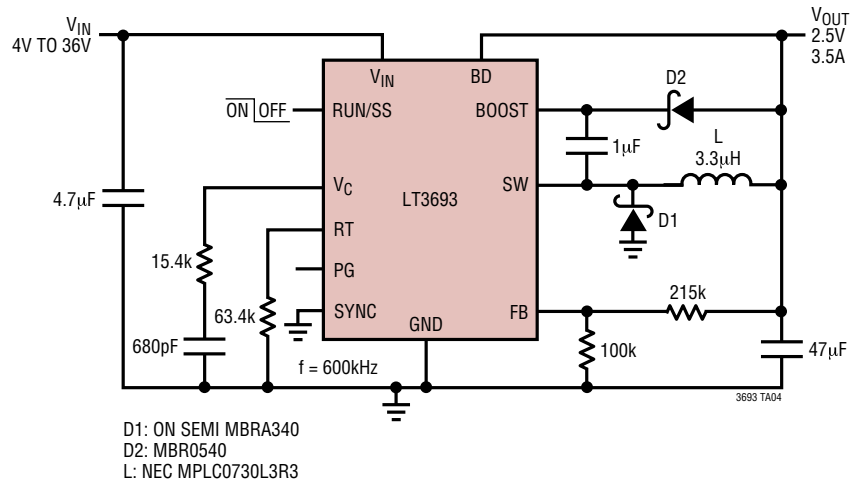 VIN
4V TO 36V
VOUT
2.5V
3.5A
VIN
BD
D2
ON OFF
RUN/SS
BOOST
1µF
L
3.3µH
4.7µF
VC
SW
LT3693
D1
RT
15.4k
PG
63.4k
SYNC
FB
215k
GND
680pF
f = 600kHz
100k
47µF
3693 TA04
D1: ON SEMI MBRA340
D2: MBR0540
L: NEC MPLC0730L3R3